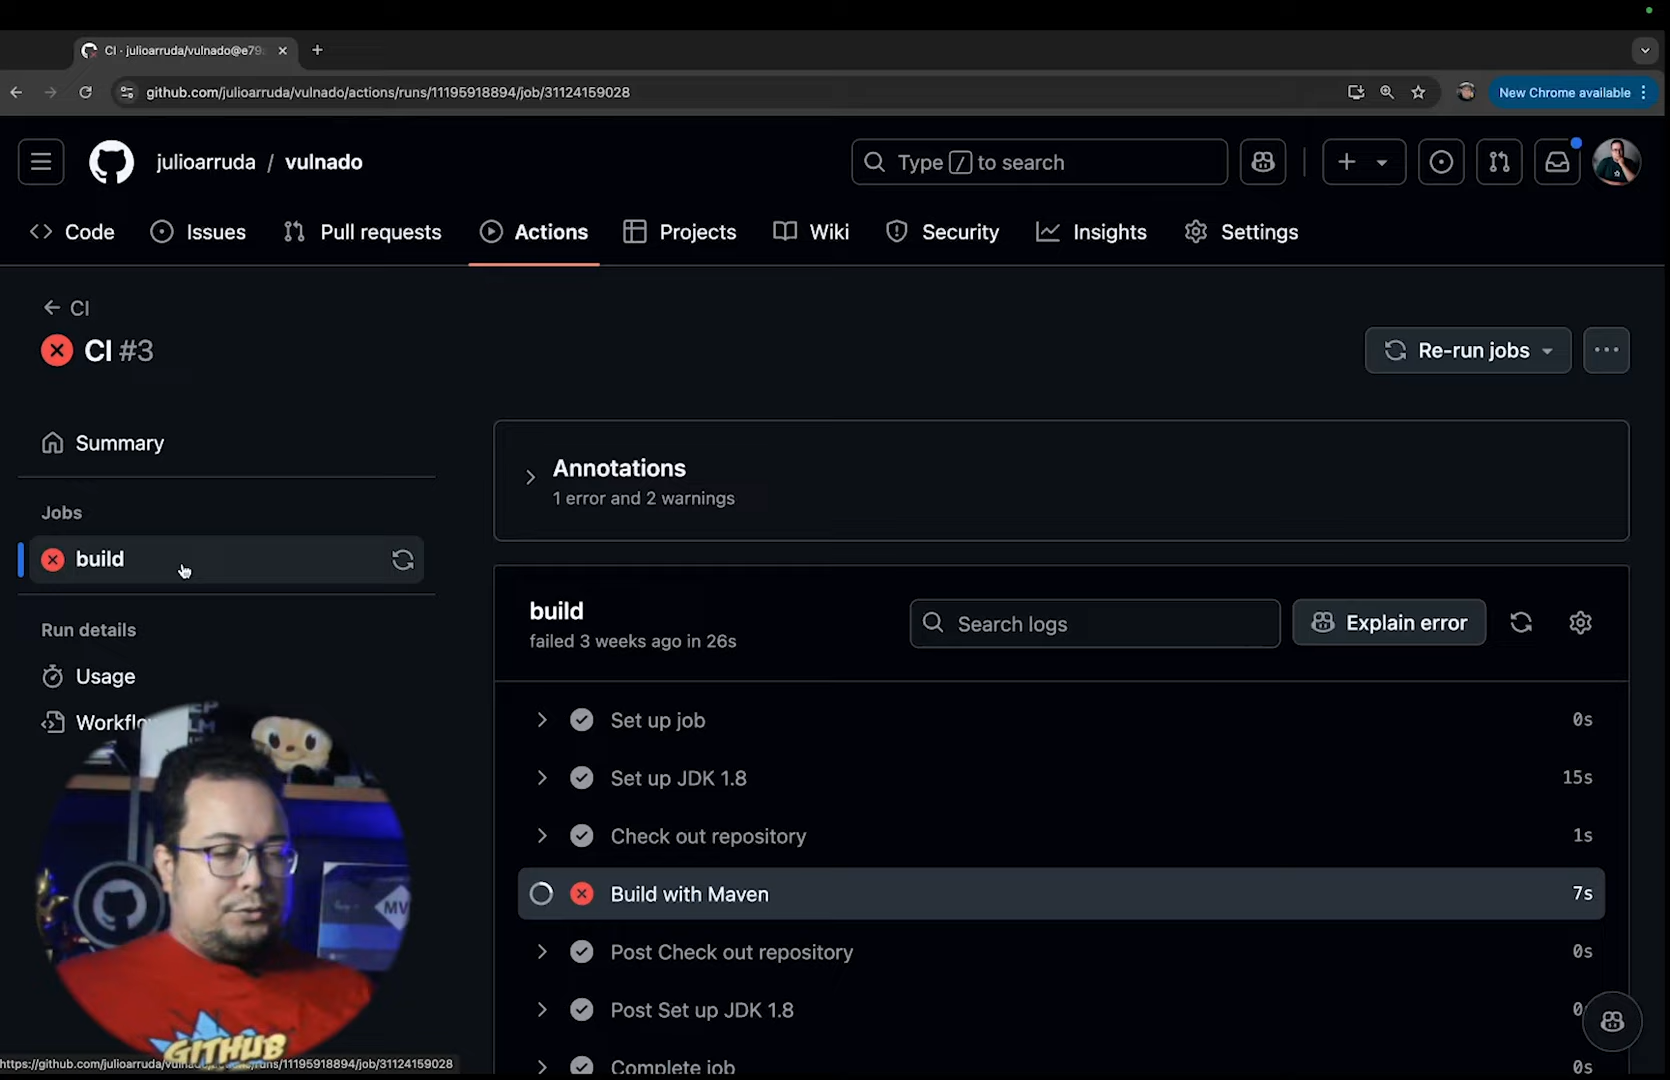 CI · julioarruda/vulnado@e79
github.com/julioarruda/vulnado/actions/runs/11195918894/job/31124159028
New Chrome available
julioarruda / vulnado
Type / to search
Code
Issues
Pull requests
Actions
Projects
Wiki
Security
Insights
Settings
CI
CI #3
Re-run jobs
Summary
Annotations
1 error and 2 warnings
Jobs
build
Run details
Usage
Workflo
build
failed 3 weeks ago in 26s
Search logs
Explain error
Set up job
0s
Set up JDK 1.8
15s
Check out repository
1s
Build with Maven
7s
Post Check out repository
0s
Post Set up JDK 1.8
0
Complete job
0s
LM
MV
GITHUB